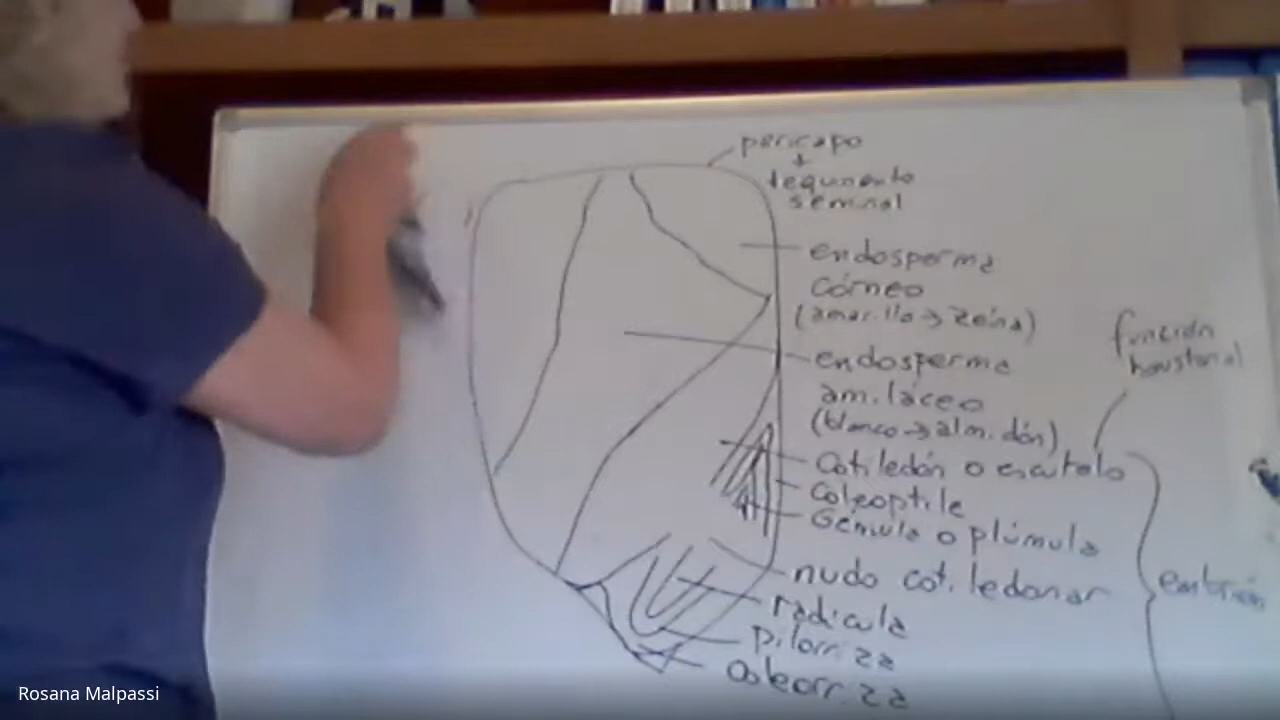 pericapo
+
tegumento
seminal
endosperma
córneo
(amarillo → zeína)
función
haustorial
endosperma
amiláceo
(blanco → almidón)
Cotiledón o escutelo
Coleoptile
Gémula o plúmula
nudo cotiledonar
embrión
radícula
pilorriza
Coleorriza
Rosana Malpassi